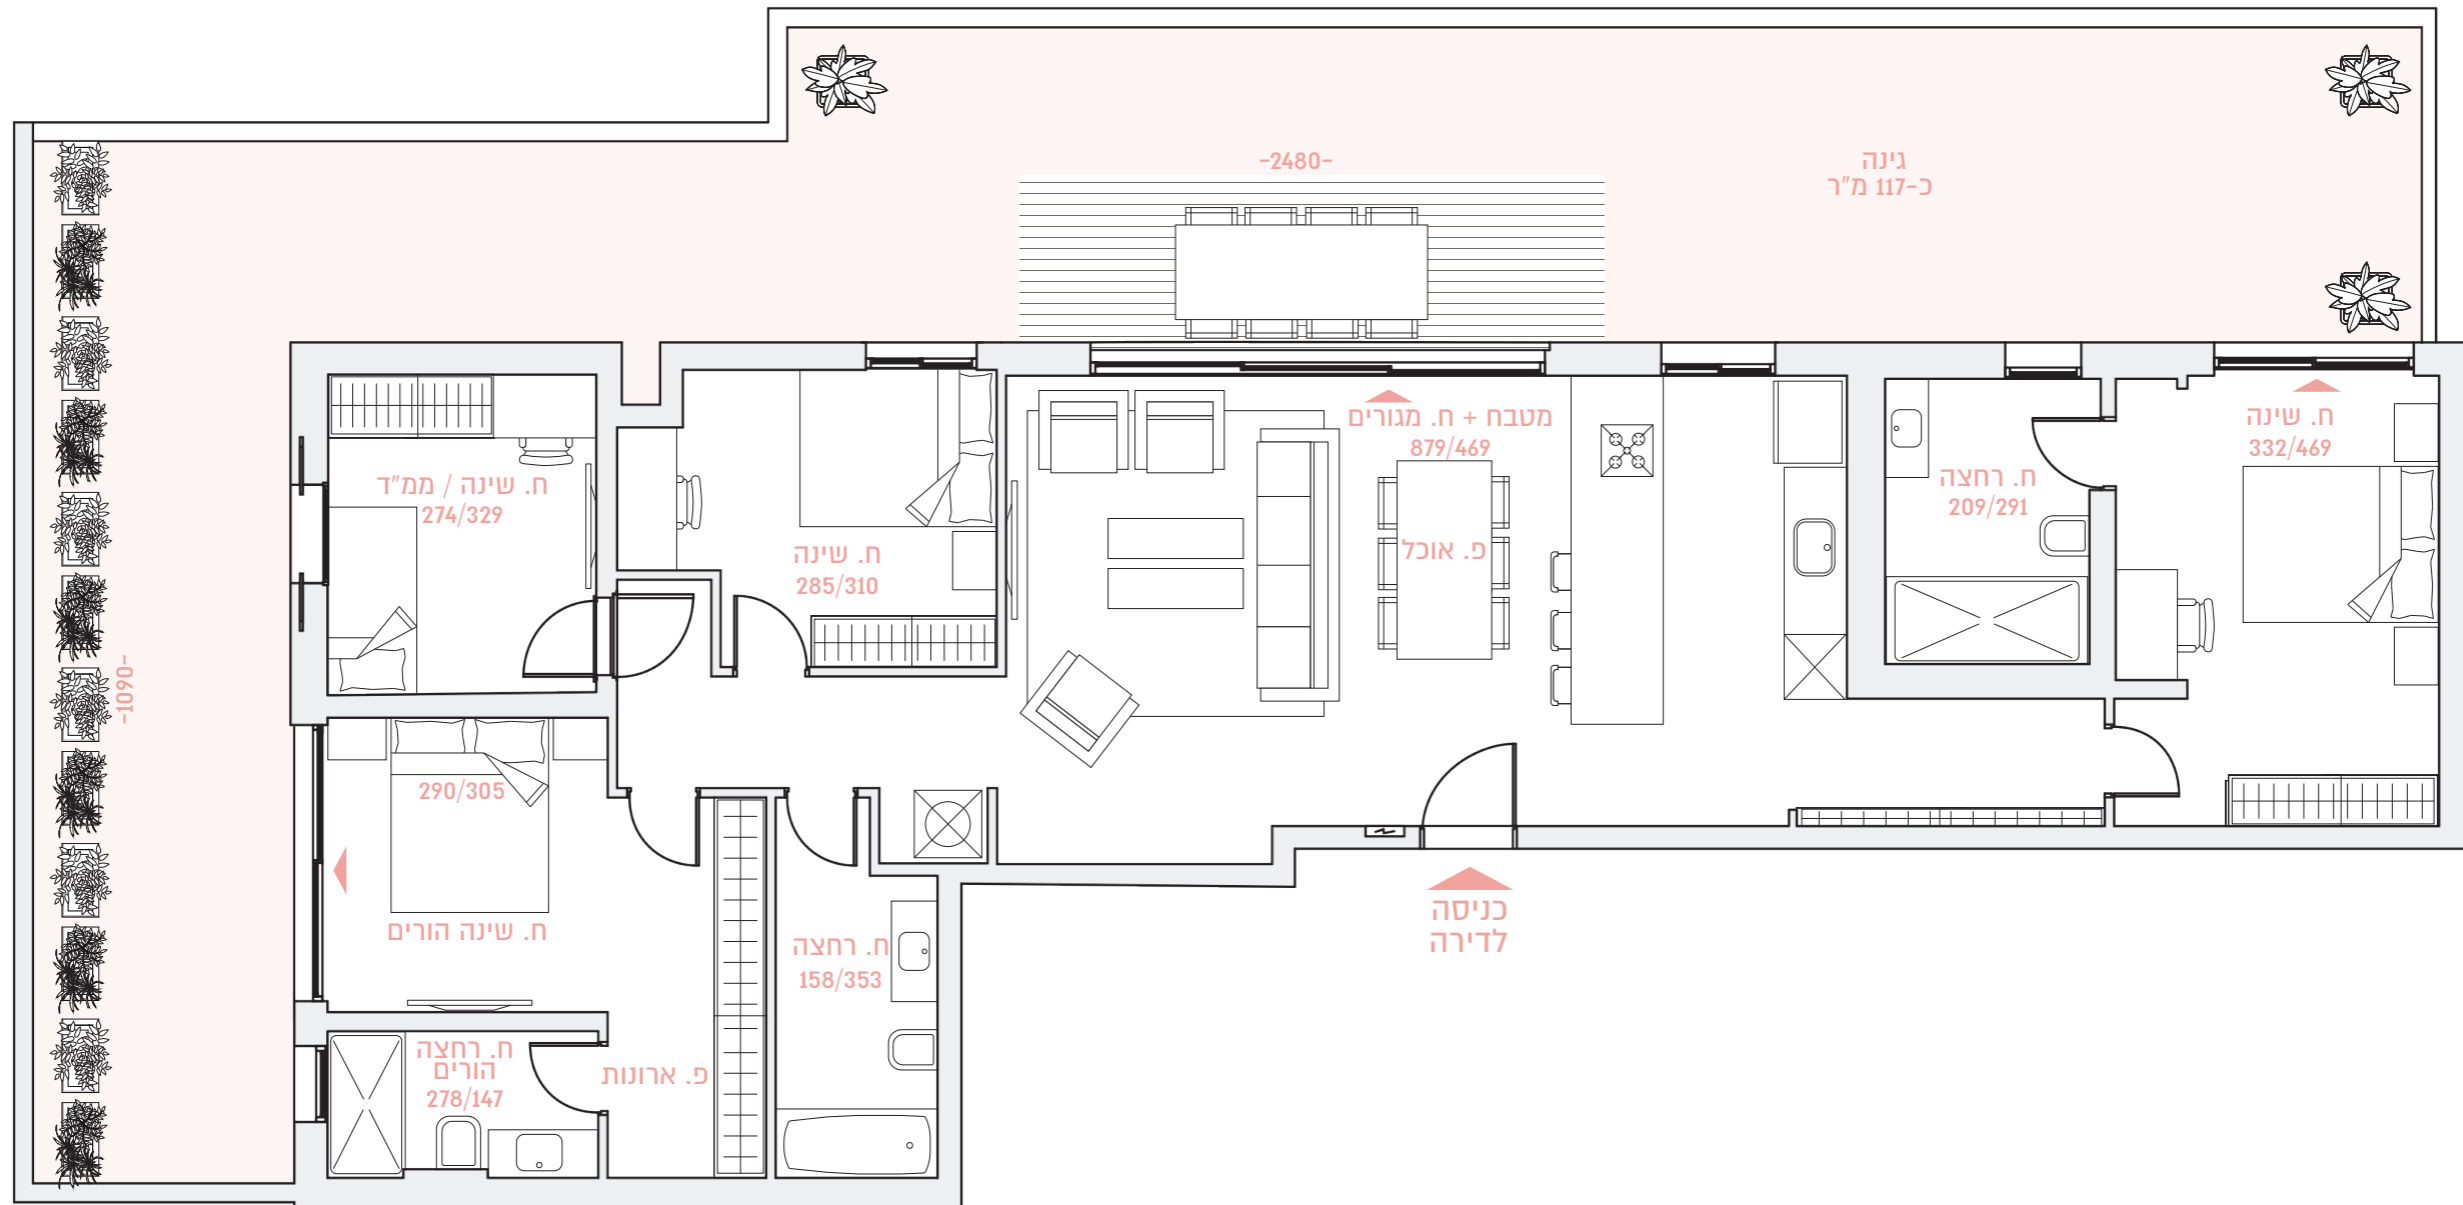 גינה
כ-117 מ"ר
-2480-
-1090-
ח. שינה
332/469
ח. רחצה
209/291
מטבח + ח. מגורים
879/469
פ. אוכל
ח. שינה
285/310
ח. שינה / ממ"ד
274/329
290/305
ח. שינה הורים
ח. רחצה
הורים
278/147
פ. ארונות
ח. רחצה
158/353
כניסה
לדירה